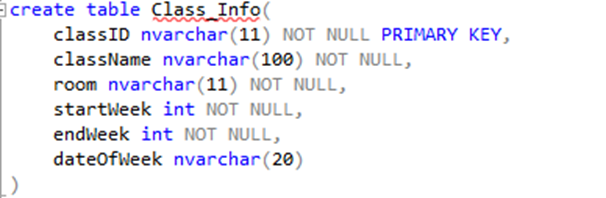 create table Class_Info(
classID nvarchar(11) NOT NULL PRIMARY KEY,
className nvarchar(100) NOT NULL,
room nvarchar(11) NOT NULL,
startWeek int NOT NULL,
endWeek int NOT NULL,
dateOfWeek nvarchar(20)
)